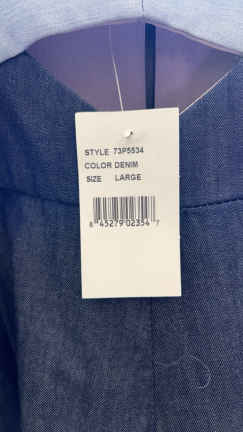 STYLE 73P5534
COLOR DENIM
SIZE LARGE
8 45279 02354 7